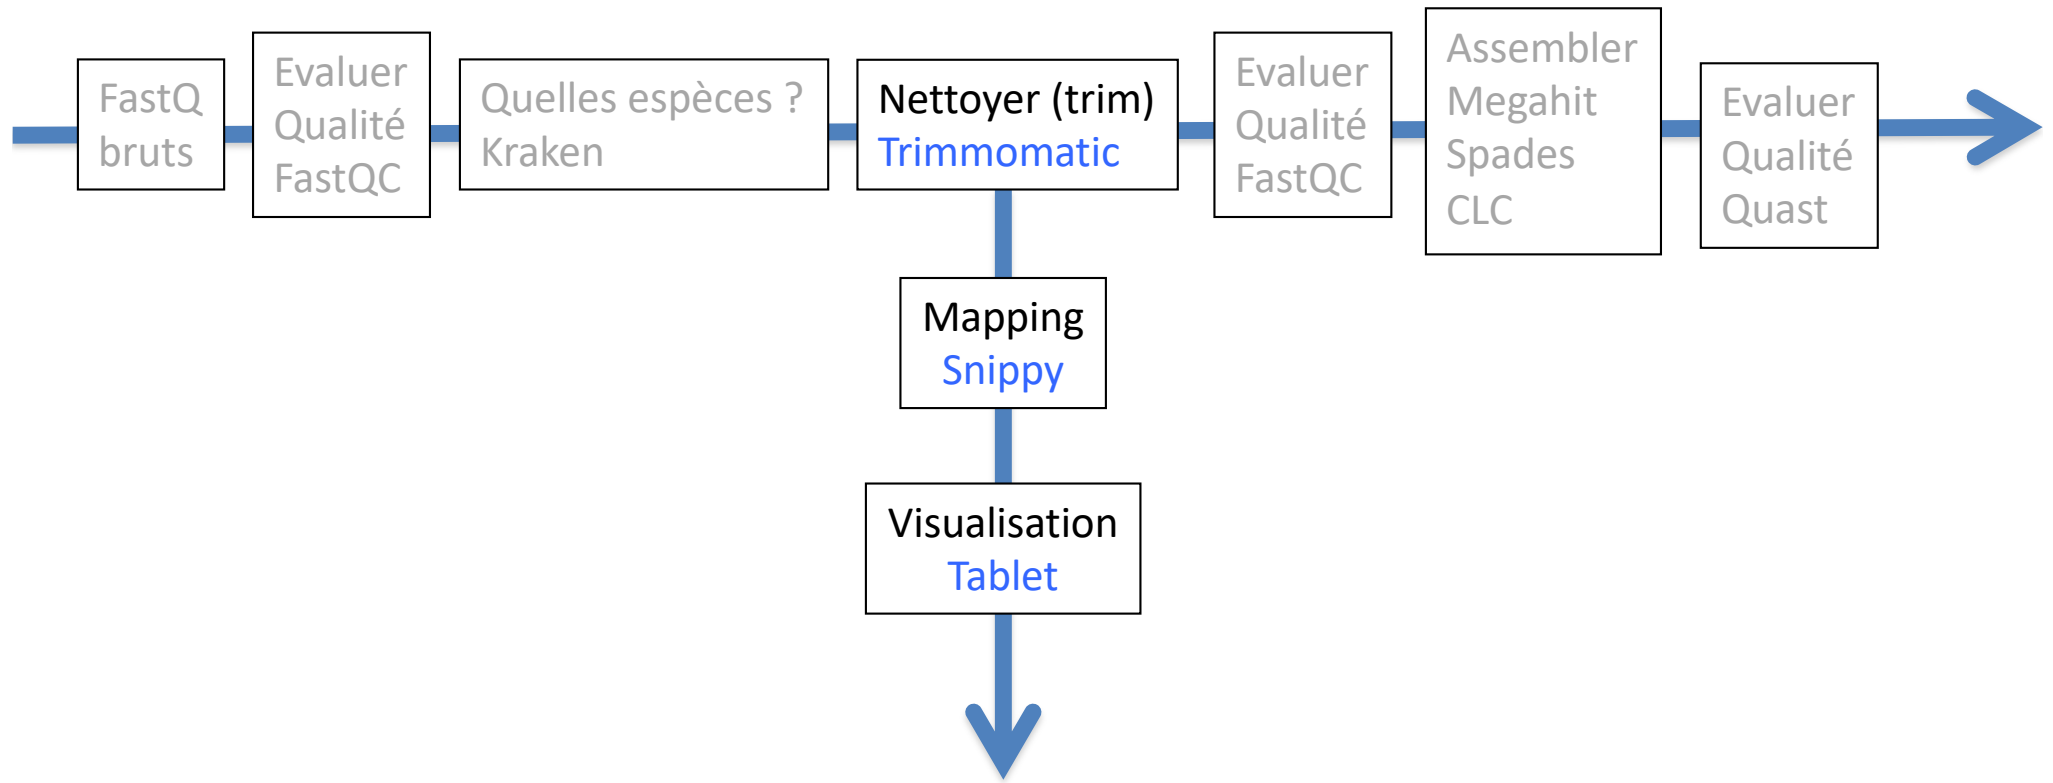 FastQ
bruts
Evaluer
Qualité
FastQC
Quelles espèces ?
Kraken
Nettoyer (trim)
Trimmomatic
Evaluer
Qualité
FastQC
Assembler
Megahit
Spades
CLC
Evaluer
Qualité
Quast
Mapping
Snippy
Visualisation
Tablet